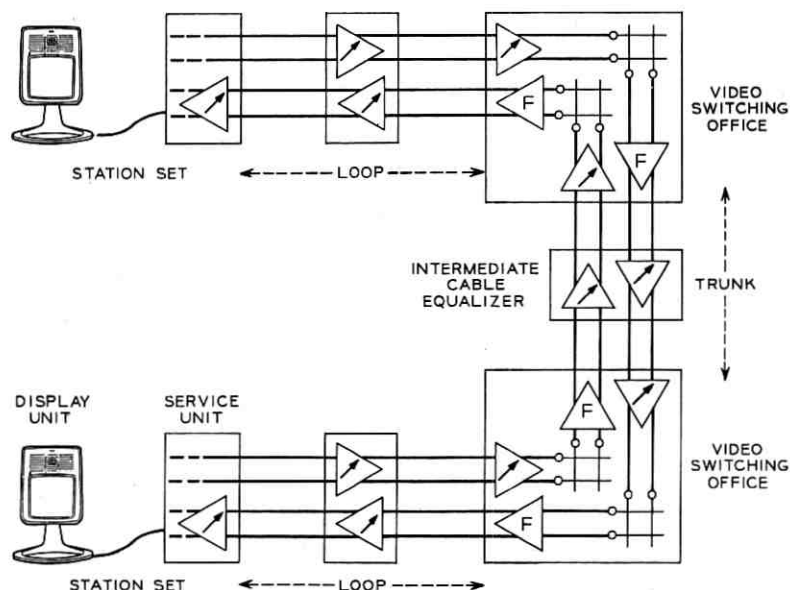 F
VIDEO
SWITCHING
OFFICE
F
STATION SET
LOOP
INTERMEDIATE
CABLE
EQUALIZER
TRUNK
DISPLAY
UNIT
SERVICE
UNIT
F
VIDEO
SWITCHING
OFFICE
F
STATION SET
LOOP